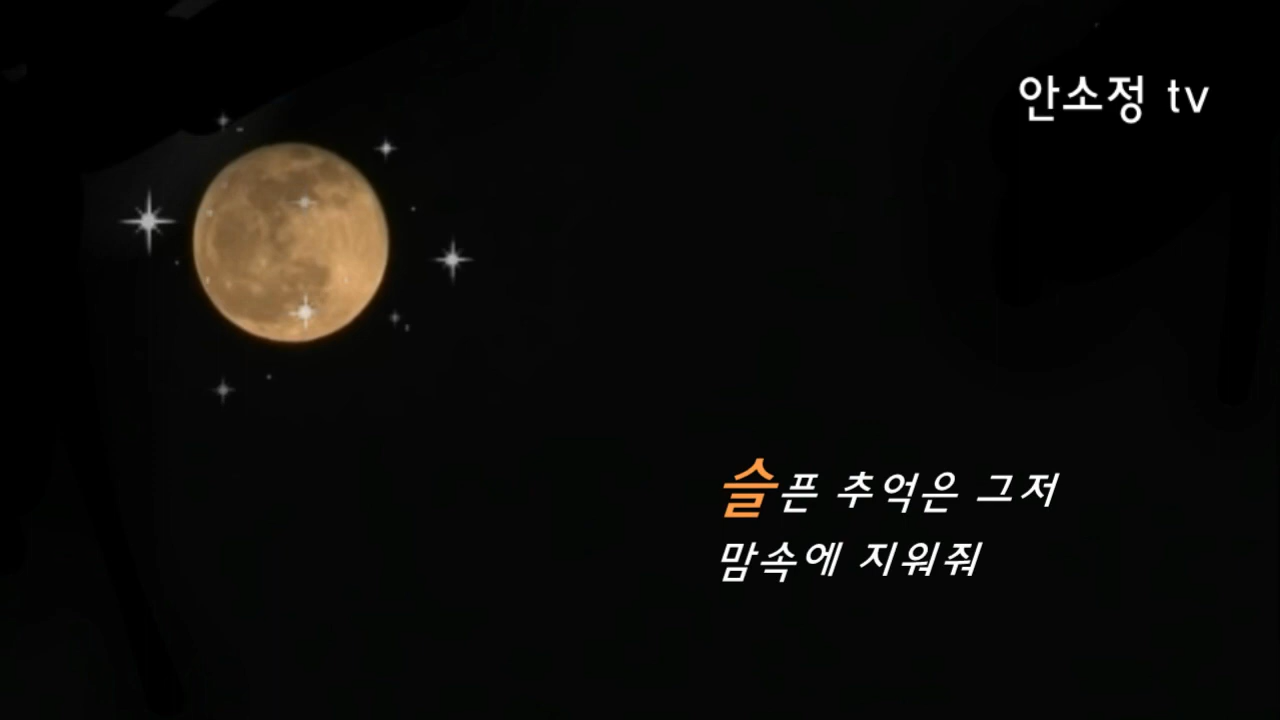 안소정 tv
슬픈 추억은 그저
맘속에 지워줘